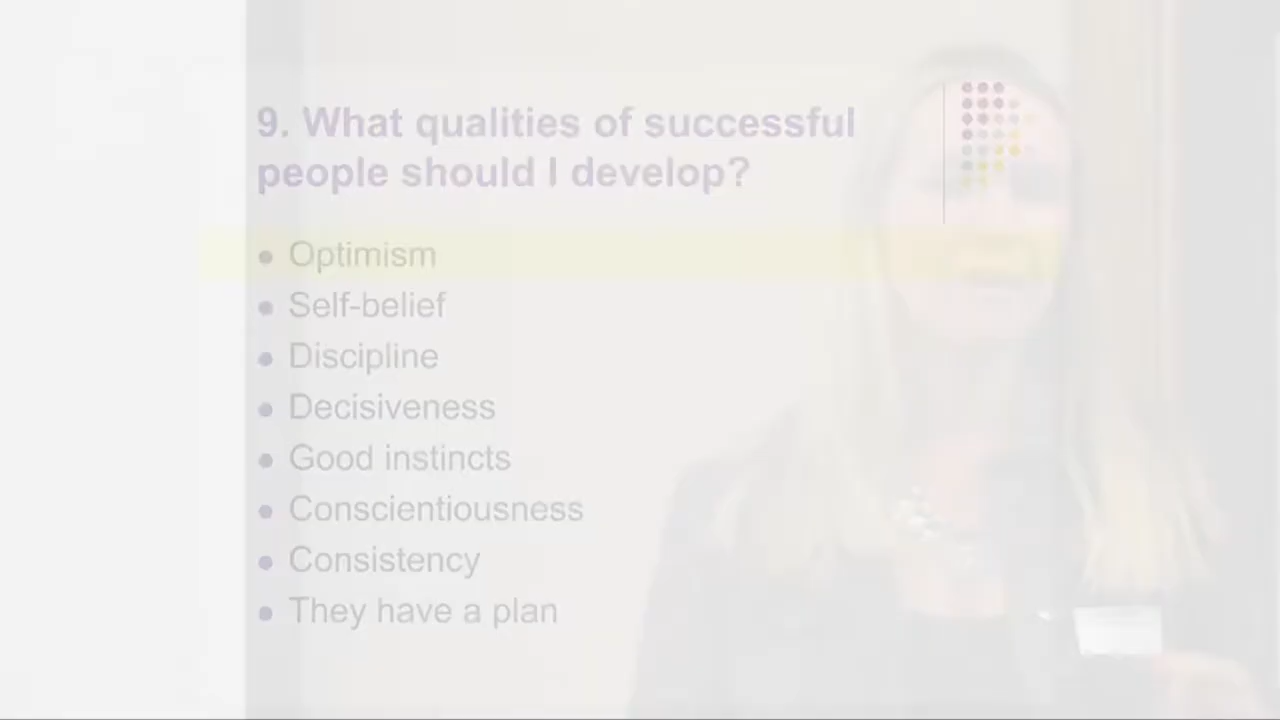 9. What qualities of successful
people should I develop?
• Optimism
• Self-belief
• Discipline
• Decisiveness
• Good instincts
• Conscientiousness
• Consistency
• They have a plan